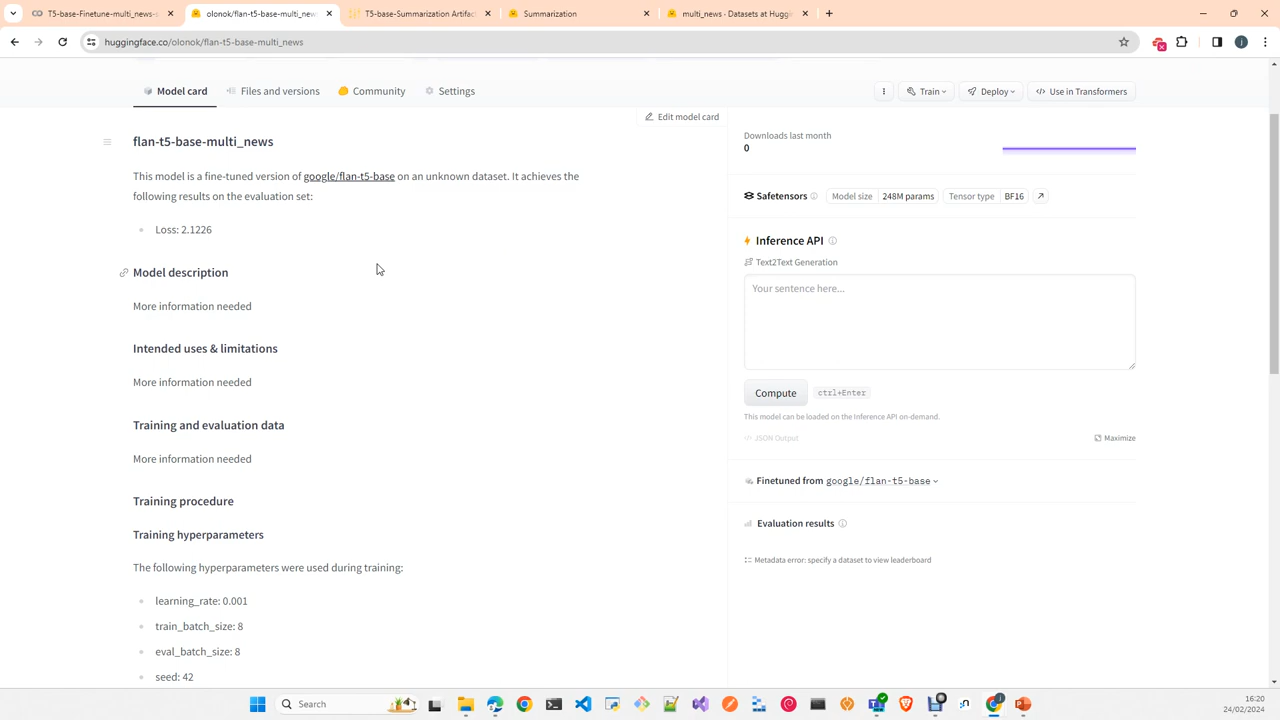 T5-base-Finetune-multi_news-s
olonok/flan-t5-base-multi_news
T5-base-Summarization Artifac
Summarization
multi_news · Datasets at Huggin
huggingface.co/olonok/flan-t5-base-multi_news
Model card
Files and versions
Community
Settings
Train
Deploy
Use in Transformers
Edit model card
flan-t5-base-multi_news
This model is a fine-tuned version of google/flan-t5-base on an unknown dataset. It achieves the
following results on the evaluation set:
Loss: 2.1226
Model description
More information needed
Intended uses & limitations
More information needed
Training and evaluation data
More information needed
Training procedure
Training hyperparameters
The following hyperparameters were used during training:
learning_rate: 0.001
train_batch_size: 8
eval_batch_size: 8
seed: 42
Downloads last month
0
Safetensors
Model size 248M params
Tensor type BF16
Inference API
Text2Text Generation
Your sentence here...
Compute
ctrl+Enter
This model can be loaded on the Inference API on-demand.
JSON Output
Maximize
Finetuned from google/flan-t5-base
Evaluation results
Metadata error: specify a dataset to view leaderboard
Search
16:20
24/02/2024